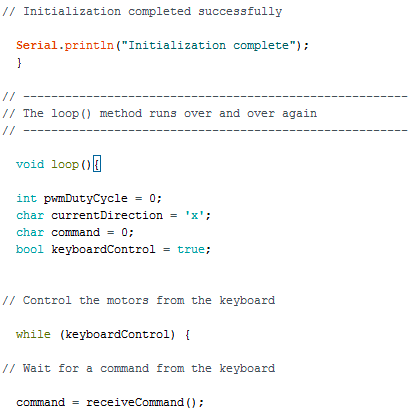 // Initialization completed successfully
Serial.println("Initialization complete");
}
// -------------------------------------------------------
// The loop() method runs over and over again
// -------------------------------------------------------
void loop(){
int pwmDutyCycle = 0;
char currentDirection = 'x';
char command = 0;
bool keyboardControl = true;
// Control the motors from the keyboard
while (keyboardControl) {
// Wait for a command from the keyboard
command = receiveCommand();